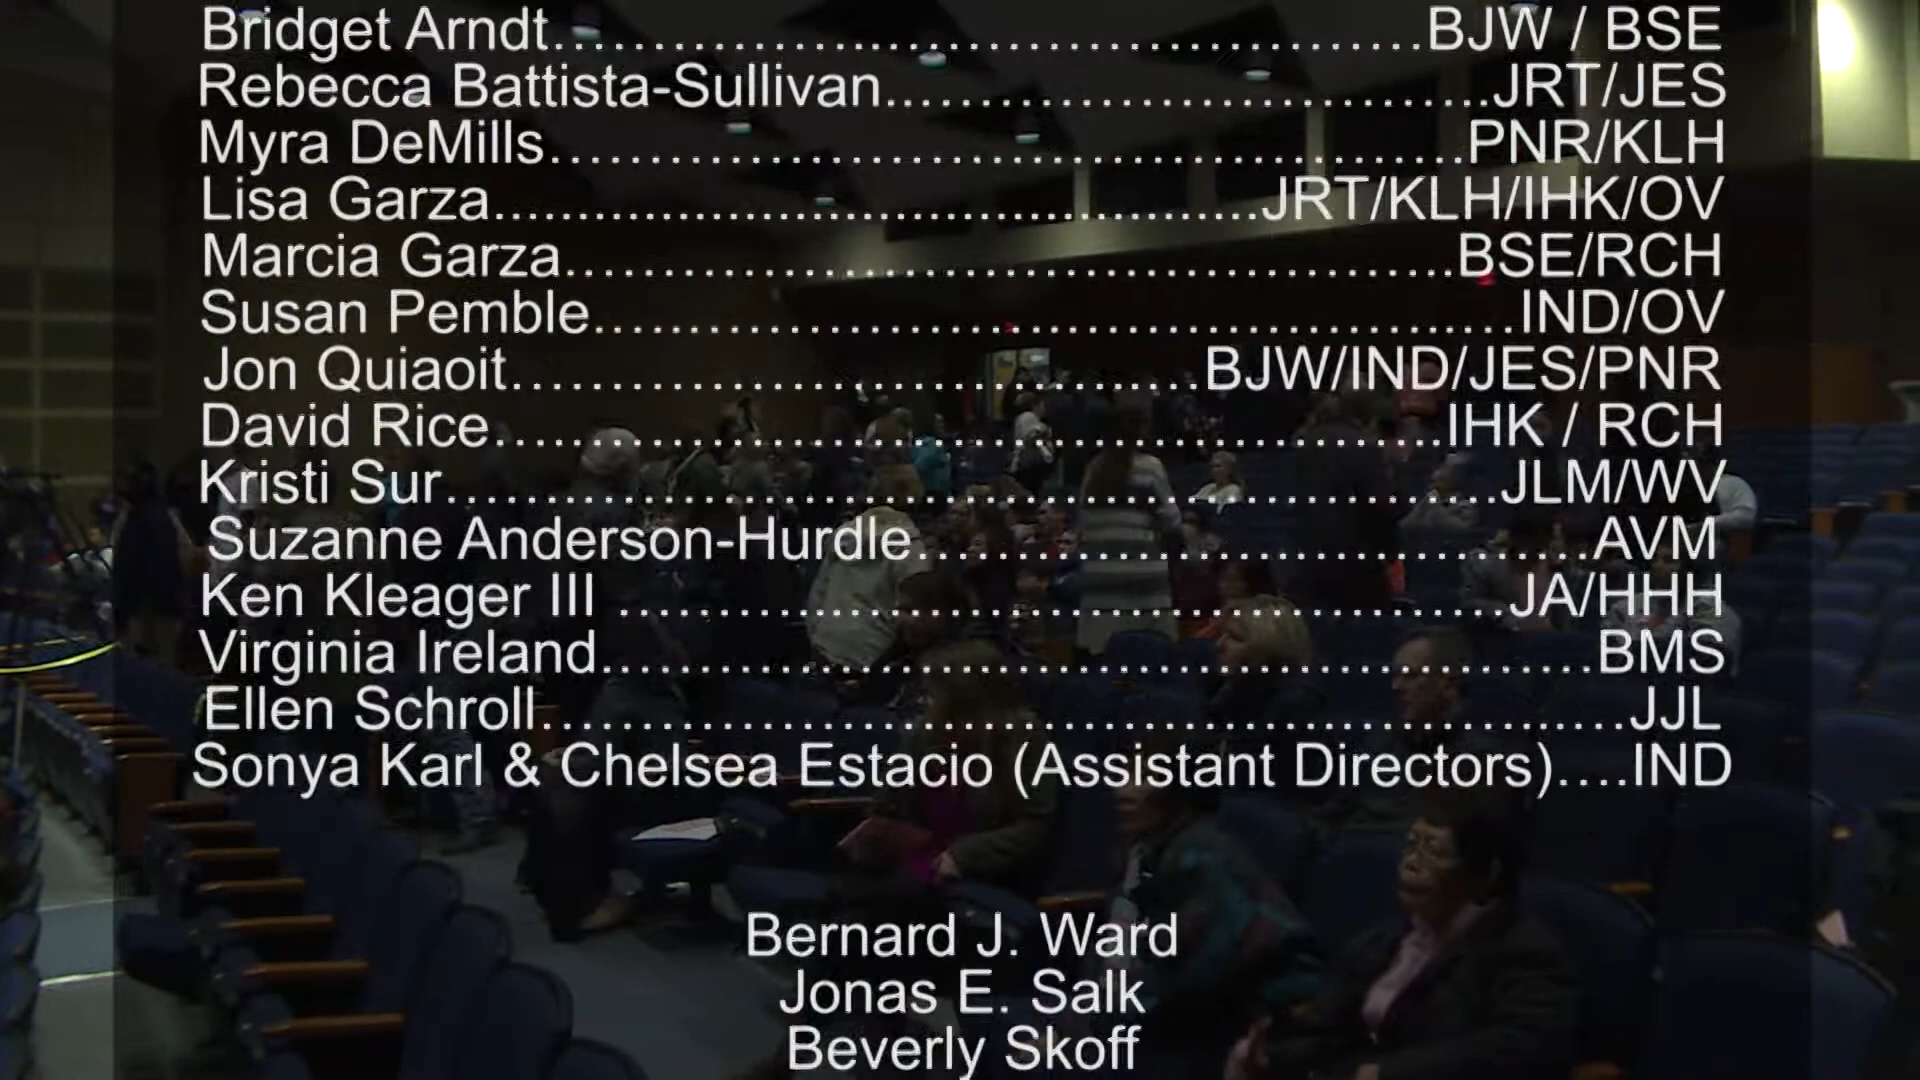 Bridget Arndt......................................................BJW / BSE
Rebecca Battista-Sullivan......................................JRT/JES
Myra DeMills.......................................................PNR/KLH
Lisa Garza..................................................JRT/KLH/IHK/OV
Marcia Garza.......................................................BSE/RCH
Susan Pemble........................................................IND/OV
Jon Quiaoit..........................................BJW/IND/JES/PNR
David Rice..........................................................IHK / RCH
Kristi Sur...............................................................JLM/WV
Suzanne Anderson-Hurdle.........................................AVM
Ken Kleager III ......................................................JA/HHH
Virginia Ireland............................................................BMS
Ellen Schroll..................................................................JJL
Sonya Karl & Chelsea Estacio (Assistant Directors)....IND
Bernard J. Ward
Jonas E. Salk
Beverly Skoff